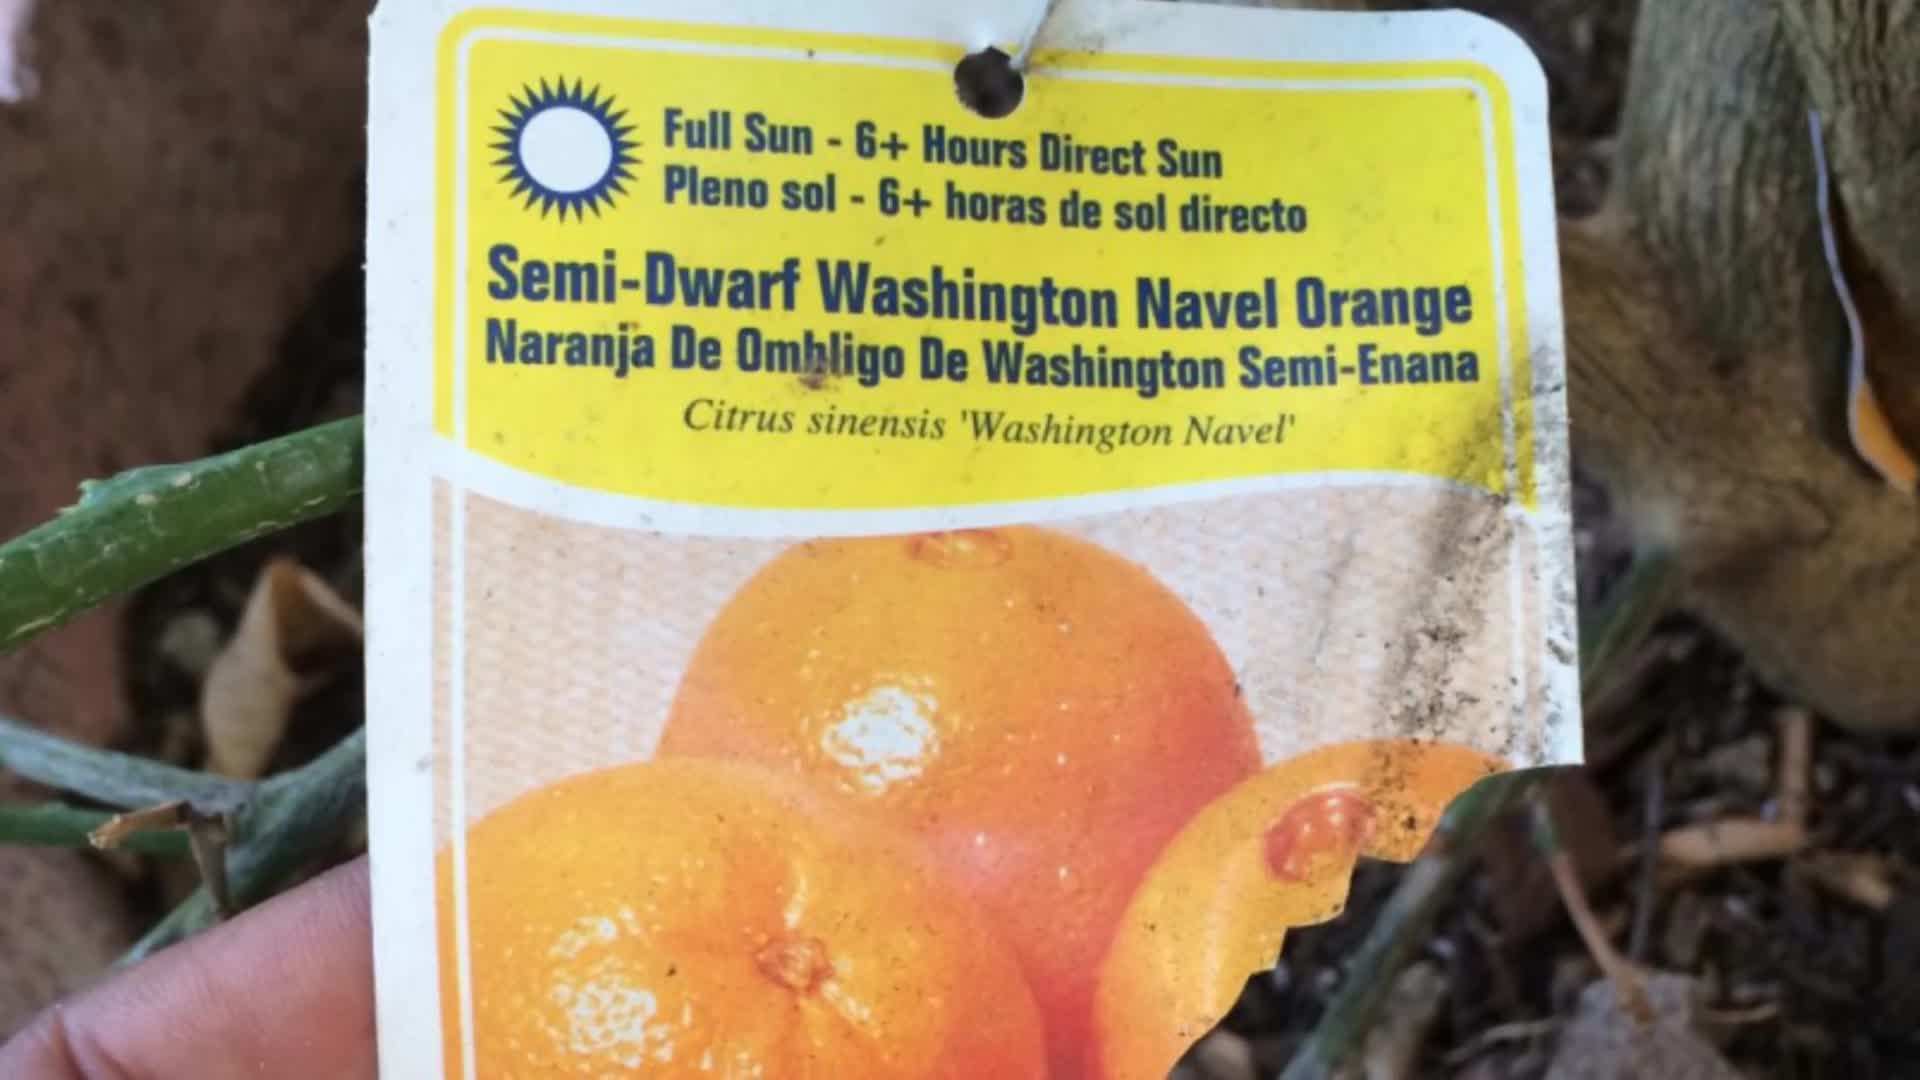 Full Sun - 6+ Hours Direct Sun
Pleno sol - 6+ horas de sol directo
Semi-Dwarf Washington Navel Orange
Naranja De Ombligo De Washington Semi-Enana
Citrus sinensis 'Washington Navel'